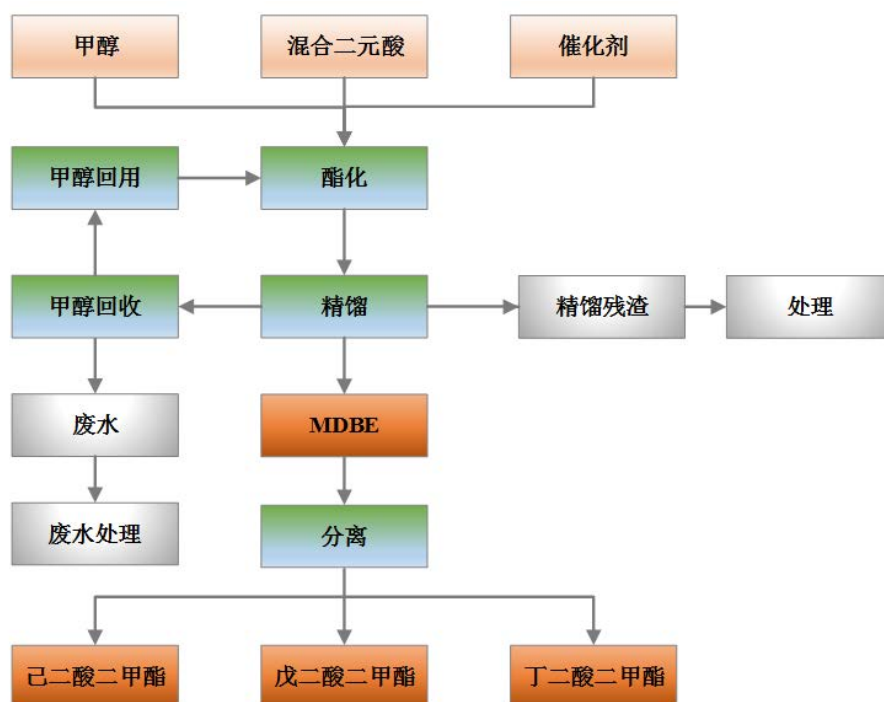 甲醇
混合二元酸
催化剂
甲醇回用
酯化
甲醇回收
精馏
精馏残渣
处理
废水
MDBE
废水处理
分离
己二酸二甲酯
戊二酸二甲酯
丁二酸二甲酯